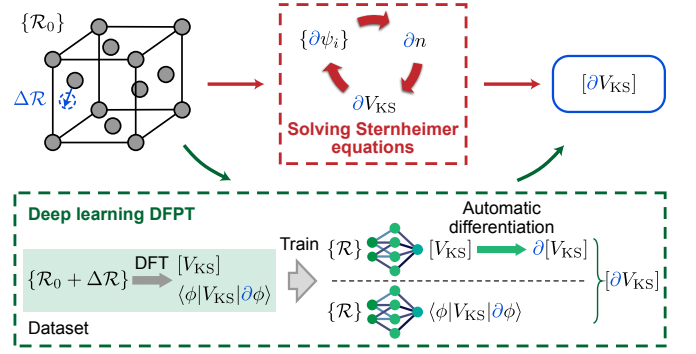 {ℛ₀}
Δℛ
{∂ψᵢ}
∂n
∂V_KS
Solving Sternheimer
equations
[∂V_KS]
Deep learning DFPT
{ℛ₀ + Δℛ}
DFT
[V_KS]
⟨ϕ|V_KS|∂ϕ⟩
Dataset
Train
Automatic
differentiation
{ℛ}
[V_KS]
∂[V_KS]
{ℛ}
⟨ϕ|V_KS|∂ϕ⟩
[∂V_KS]